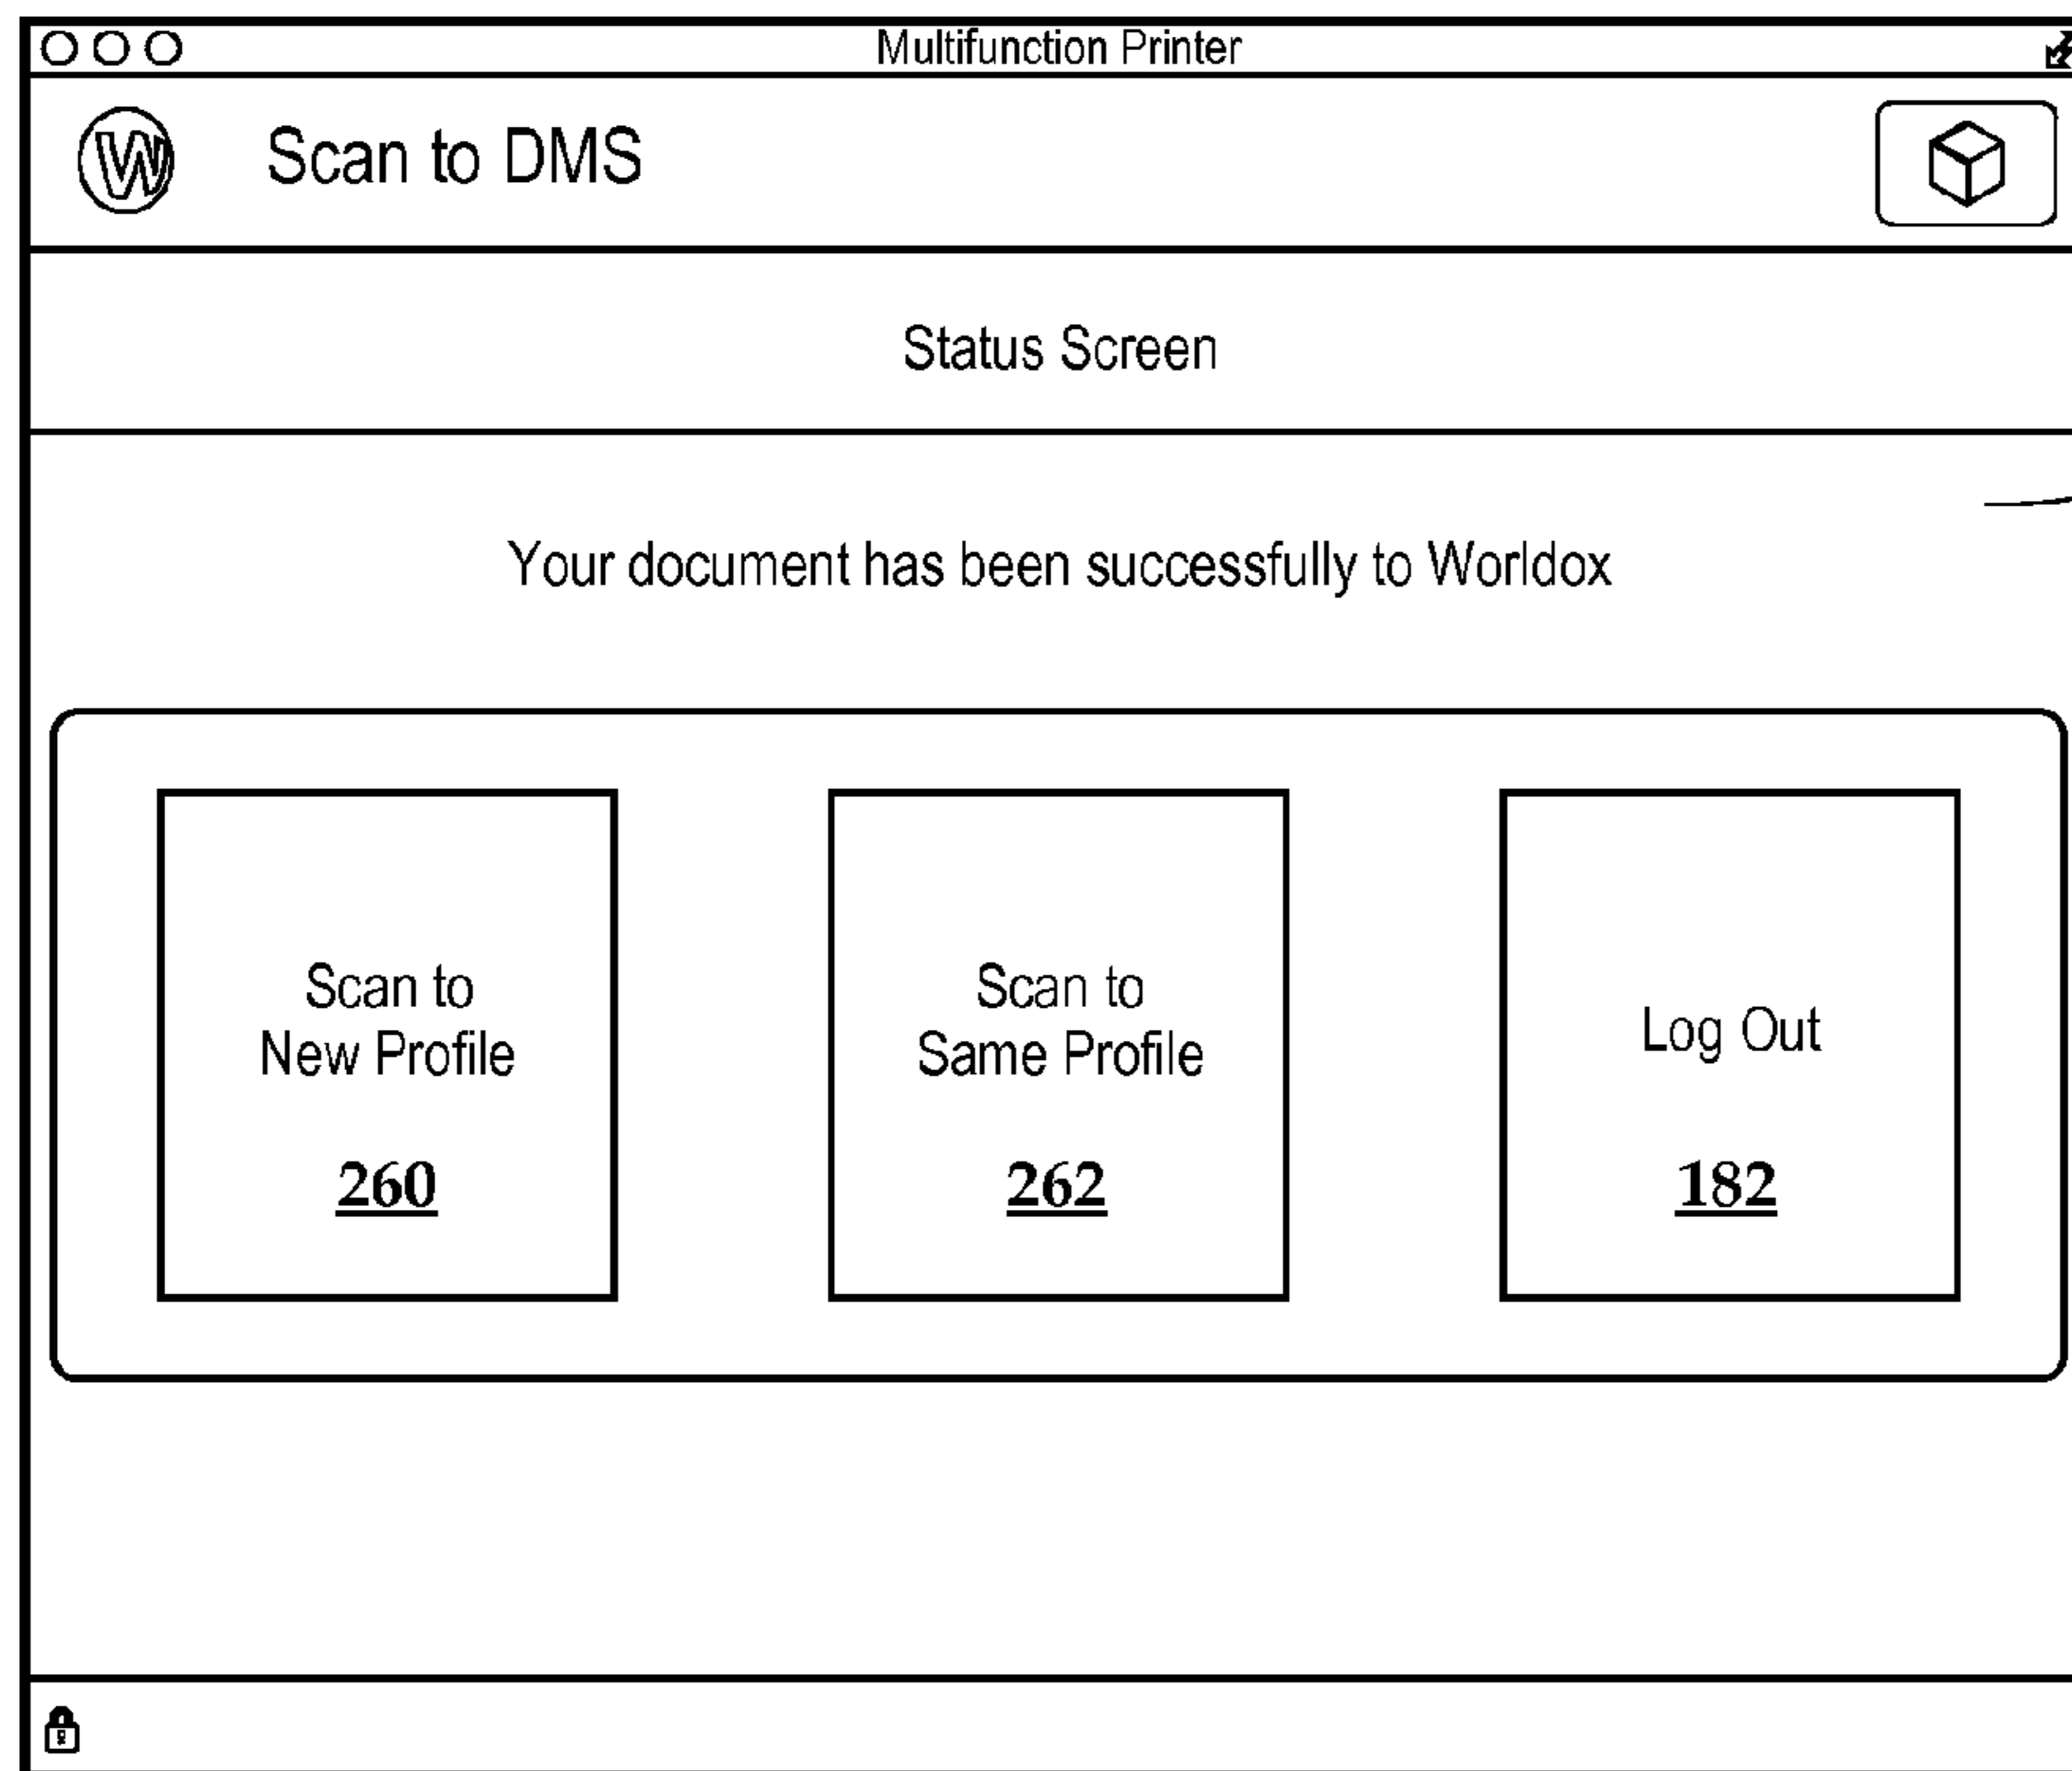 Multifunction Printer
W
Scan to DMS
Status Screen
Your document has been successfully to Worldox
Scan to
New Profile
260
Scan to
Same Profile
262
Log Out
182